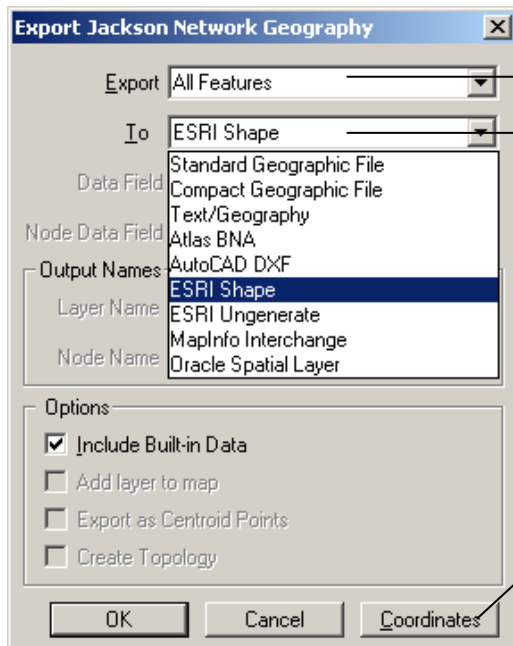 Export Jackson Network Geography
Export All Features
To ESRI Shape
Data Field
Node Data Field
Standard Geographic File
Compact Geographic File
Text/Geography
Atlas BNA
AutoCAD DXF
ESRI Shape
ESRI Ungenerate
MapInfo Interchange
Oracle Spatial Layer
Output Names
Layer Name
Node Name
Options
Include Built-in Data
Add layer to map
Export as Centroid Points
Create Topology
OK Cancel Coordinates